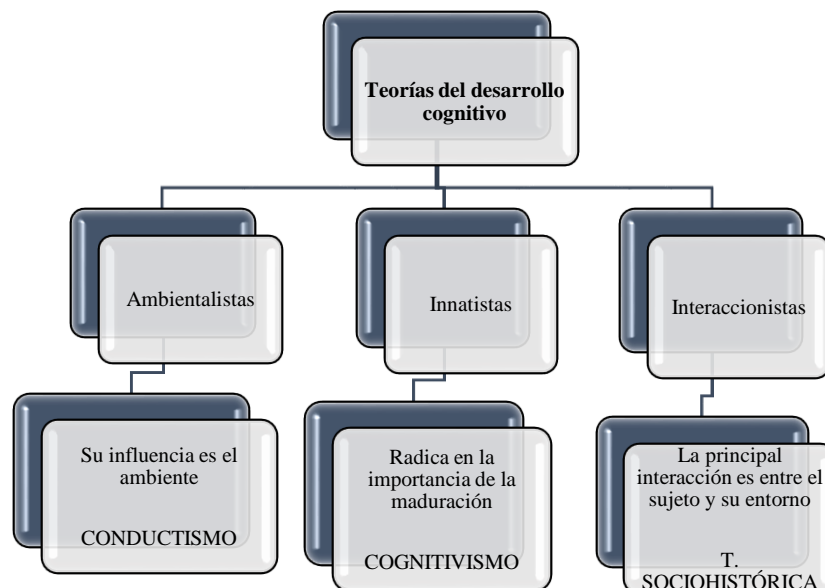 Teorías del desarrollo
cognitivo
Ambientalistas
Innatistas
Interaccionistas
Su influencia es el
ambiente
CONDUCTISMO
Radica en la
importancia de la
maduración
COGNITIVISMO
La principal
interacción es entre el
sujeto y su entorno
T.
SOCIOHISTÓRICA